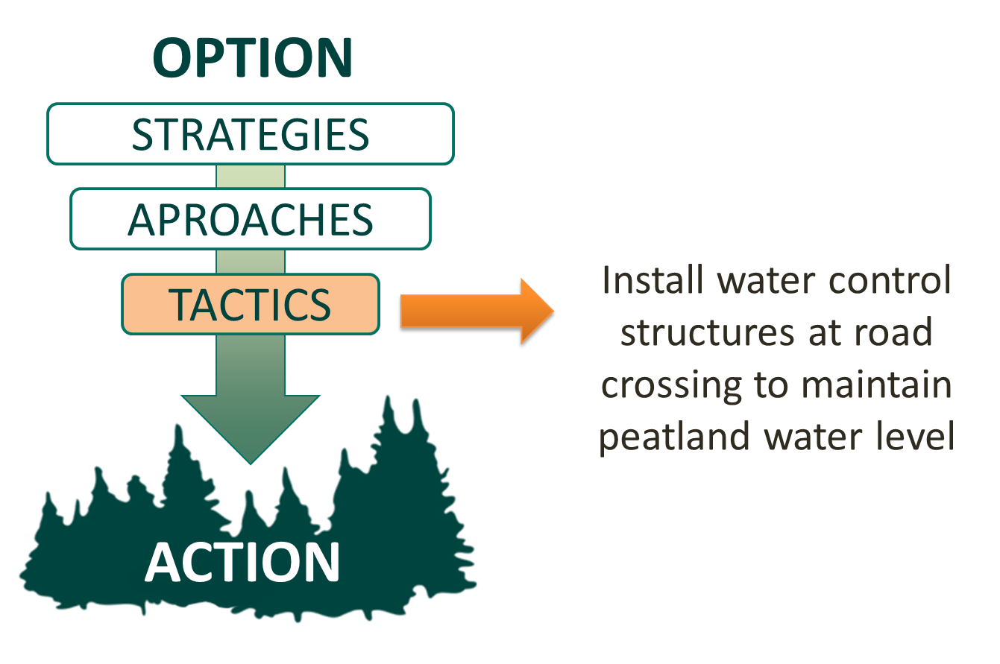 OPTION
STRATEGIES
APROACHES
TACTICS
Install water control
structures at road
crossing to maintain
peatland water level
ACTION